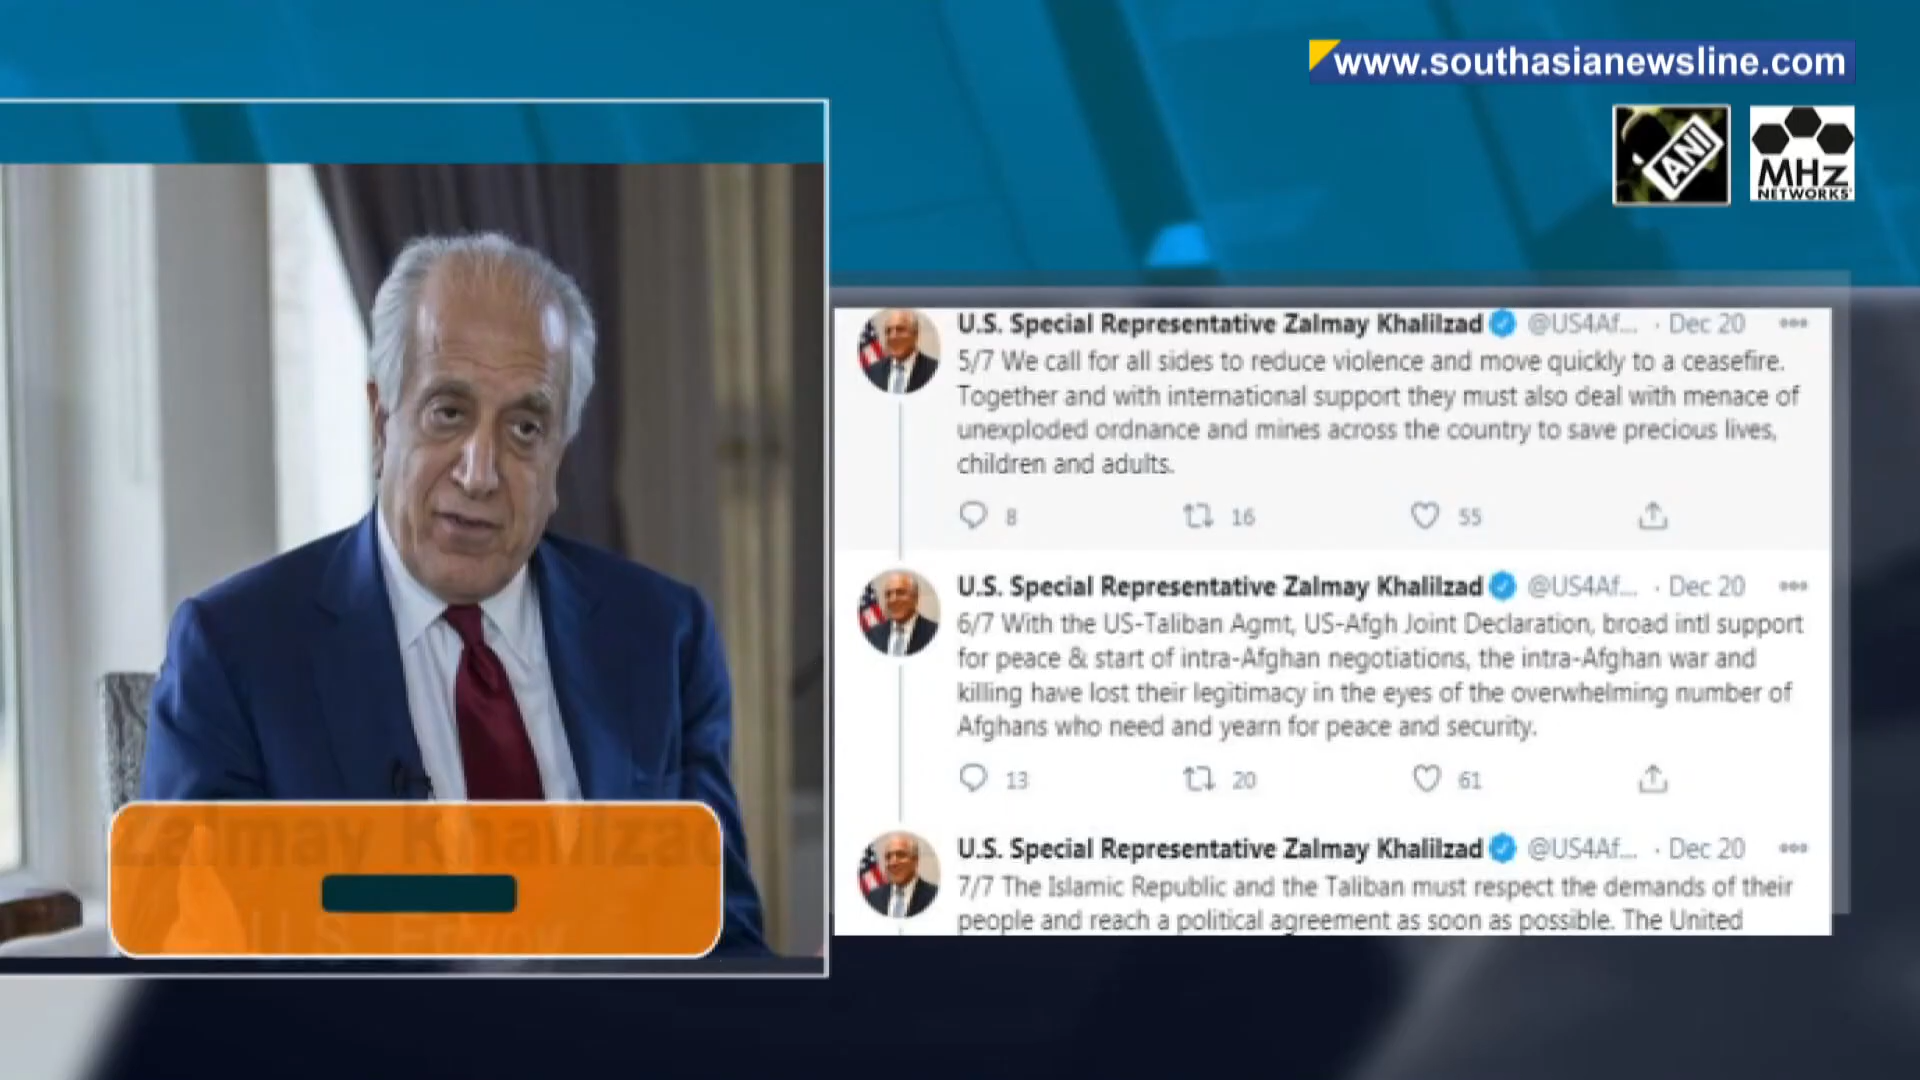 www.southasianewsline.com
ANI
MHz
NETWORKS
U.S. Special Representative Zalmay Khalilzad @US4Af... · Dec 20
5/7 We call for all sides to reduce violence and move quickly to a ceasefire.
Together and with international support they must also deal with menace of
unexploded ordnance and mines across the country to save precious lives,
children and adults.
8 16 55
U.S. Special Representative Zalmay Khalilzad @US4Af... · Dec 20
6/7 With the US-Taliban Agmt, US-Afgh Joint Declaration, broad intl support
for peace & start of intra-Afghan negotiations, the intra-Afghan war and
killing have lost their legitimacy in the eyes of the overwhelming number of
Afghans who need and yearn for peace and security.
13 20 61
U.S. Special Representative Zalmay Khalilzad @US4Af... · Dec 20
7/7 The Islamic Republic and the Taliban must respect the demands of their
people and reach a political agreement as soon as possible. The United
Zalmay Khalilzad
U.S. Envoy